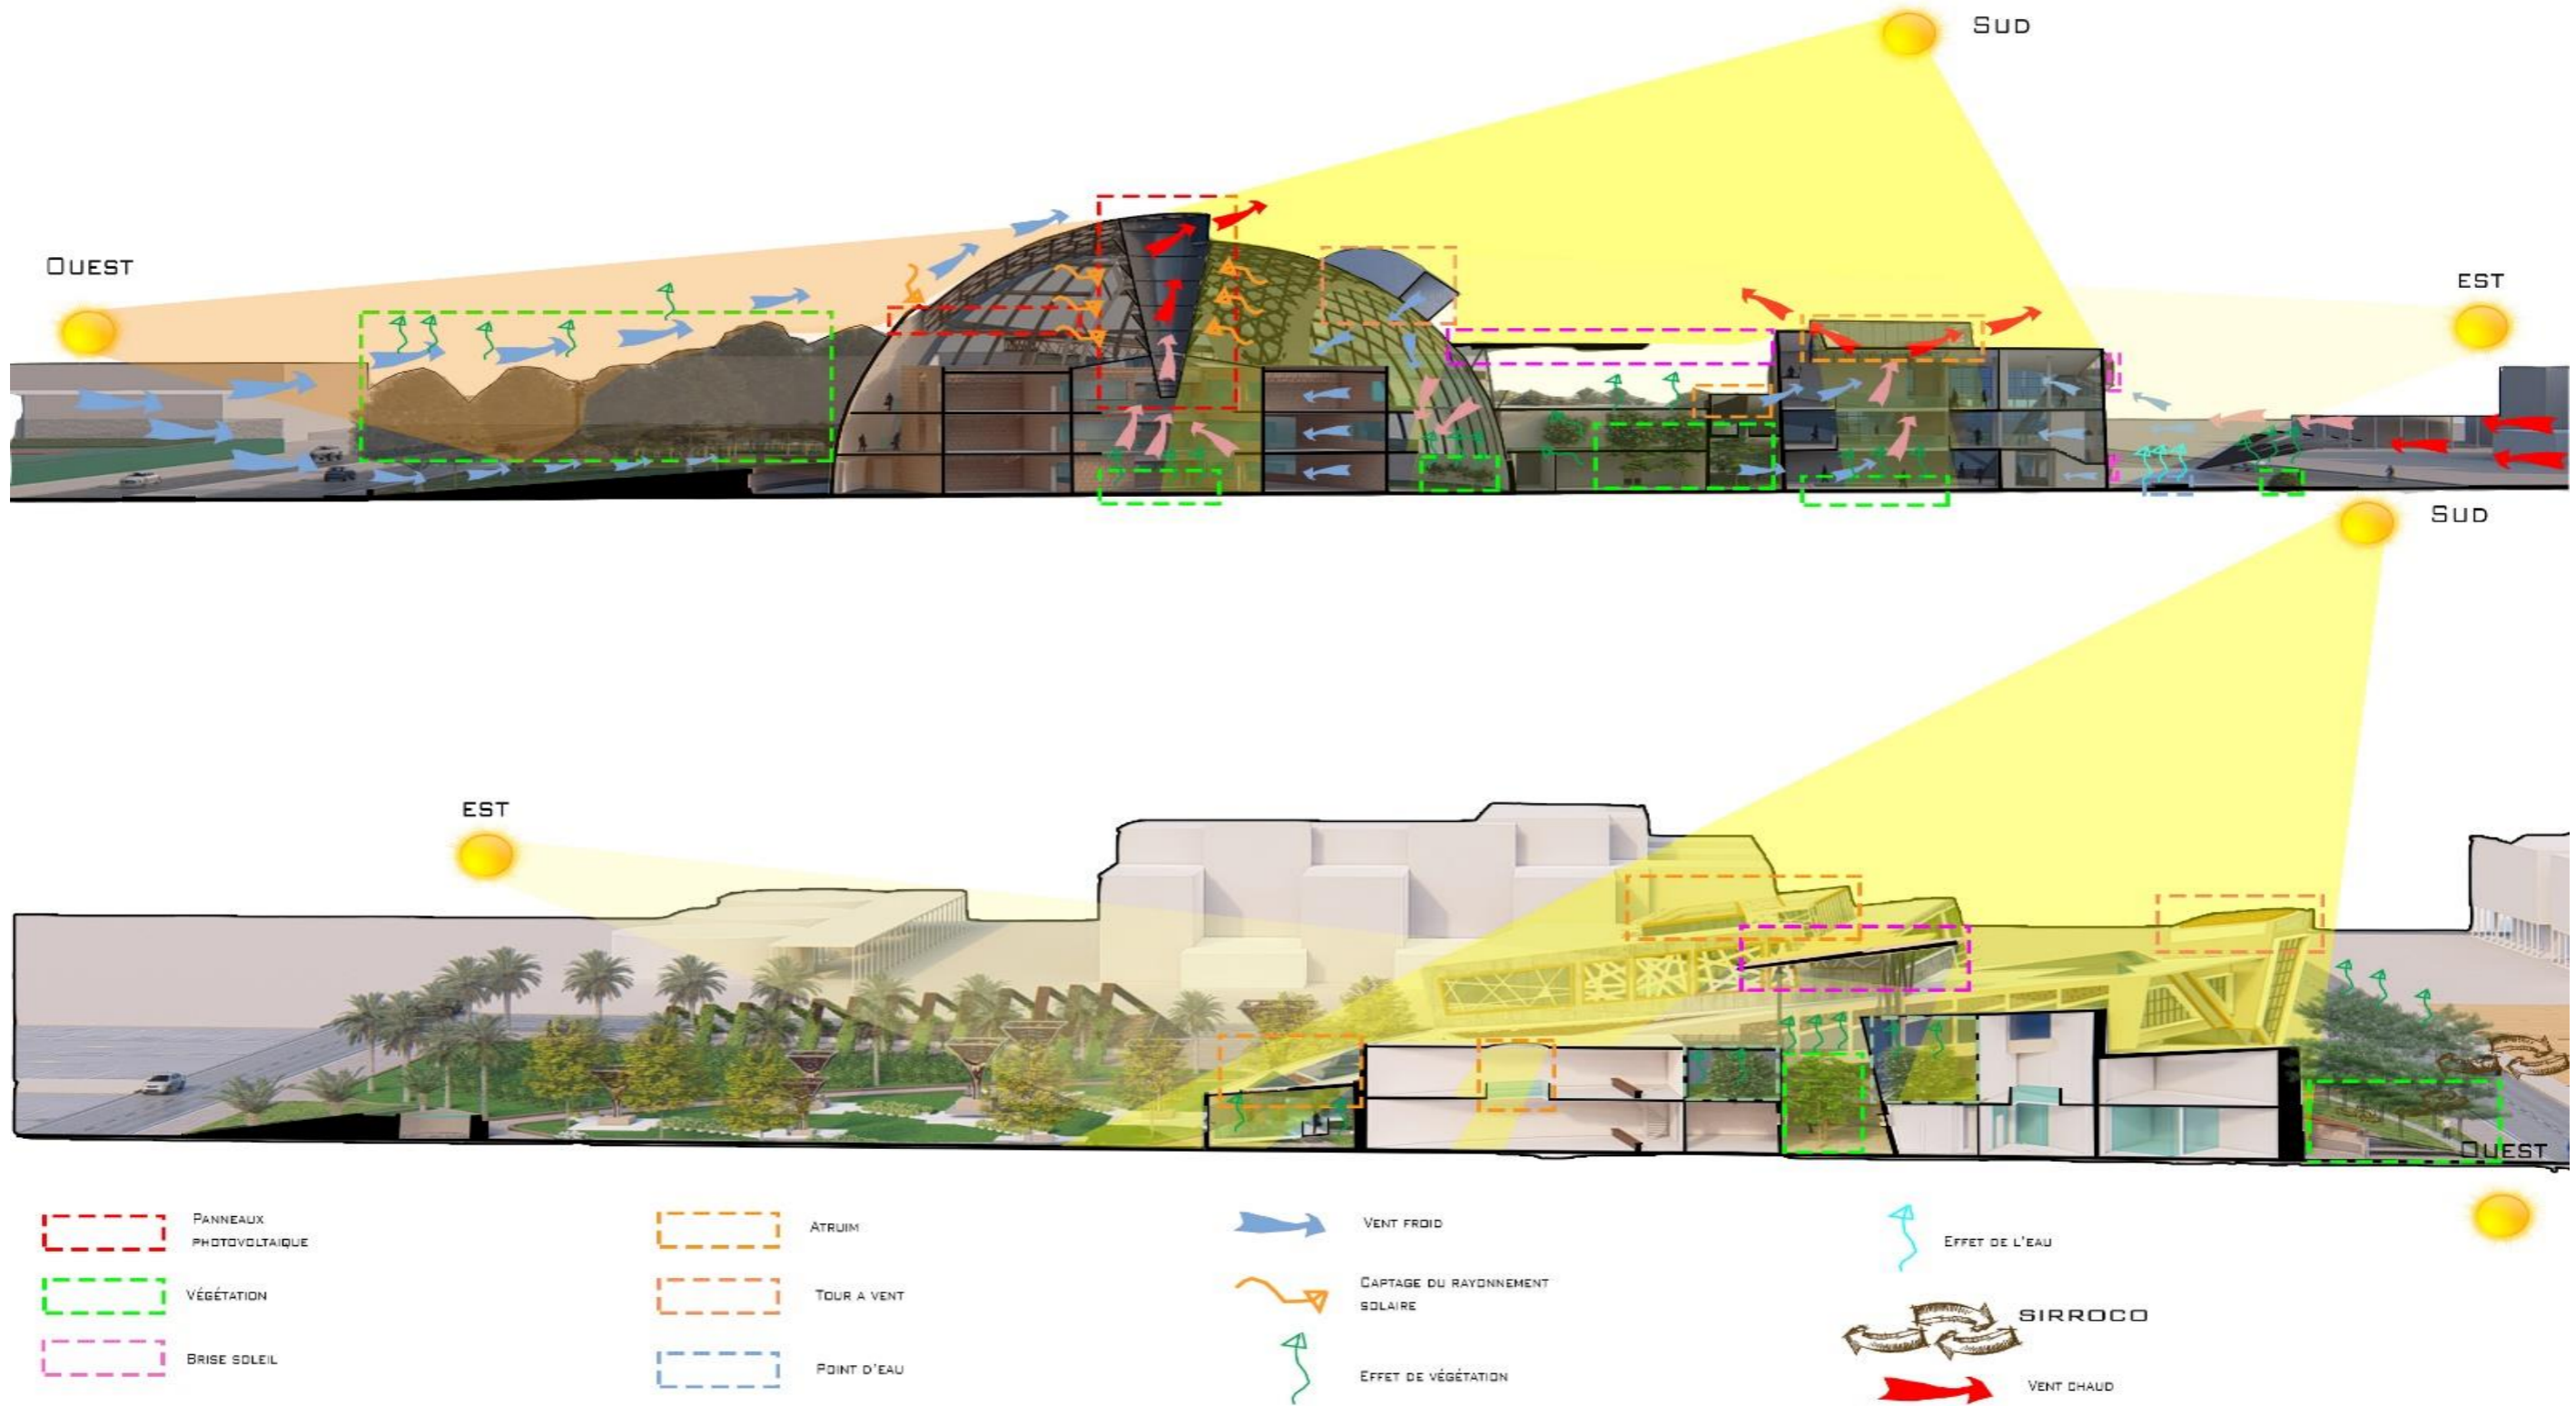 SUD
OUEST
EST
SUD
EST
OUEST
PANNEAUX
PHOTOVOLTAIQUE
VÉGÉTATION
BRISE SOLEIL
ATRUIM
TOUR A VENT
POINT D'EAU
VENT FROID
CAPTAGE DU RAYONNEMENT
SOLAIRE
EFFET DE VÉGÉTATION
EFFET DE L'EAU
SIRROCO
VENT CHAUD